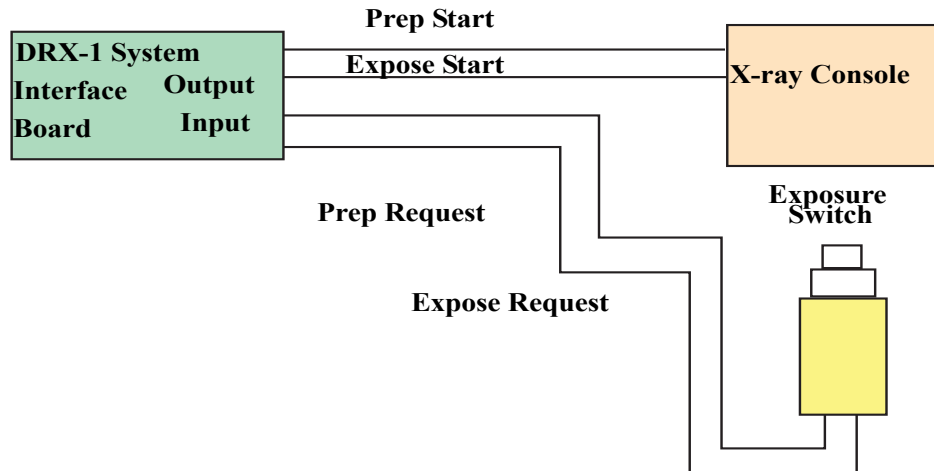 Prep Start
DRX-1 System
Interface
Board
Output
Input
Expose Start
X-ray Console
Exposure
Switch
Prep Request
Expose Request